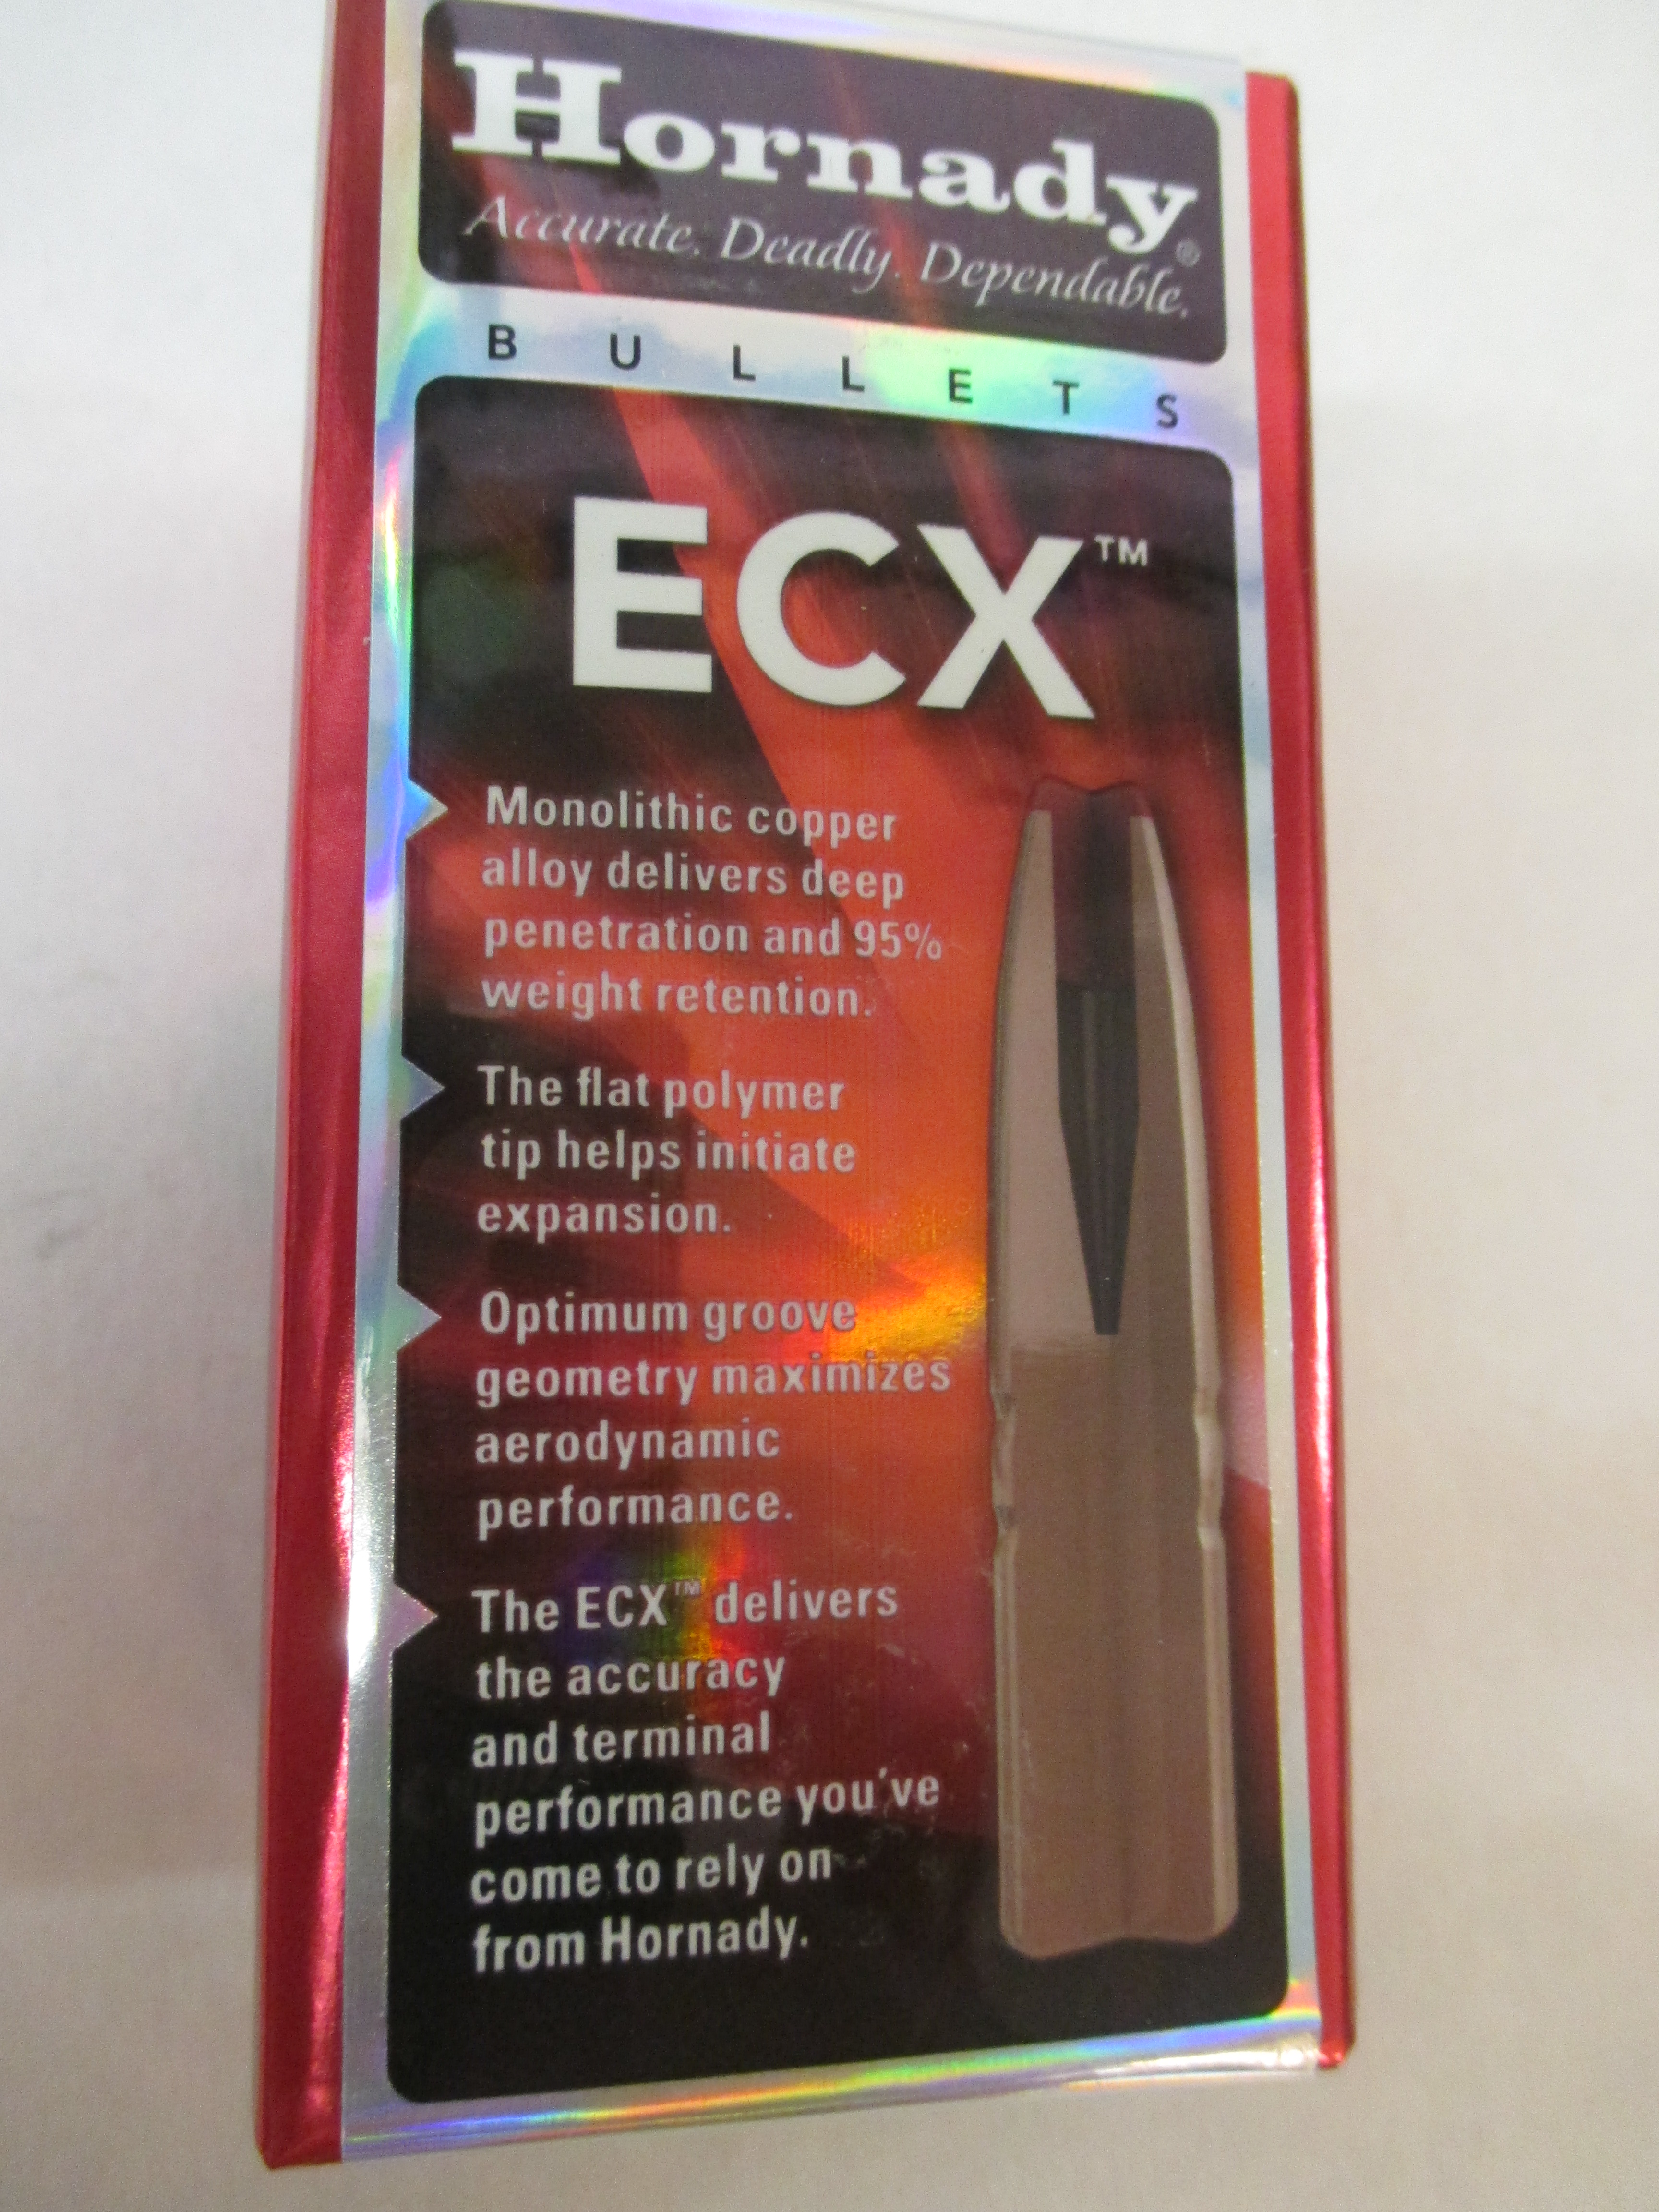 Hornady®
Accurate. Deadly. Dependable.
BULLETS
ECX™
Monolithic copper
alloy delivers deep
penetration and 95%
weight retention.
The flat polymer
tip helps initiate
expansion.
Optimum groove
geometry maximizes
aerodynamic
performance.
The ECX™ delivers
the accuracy
and terminal
performance you've
come to rely on
from Hornady.